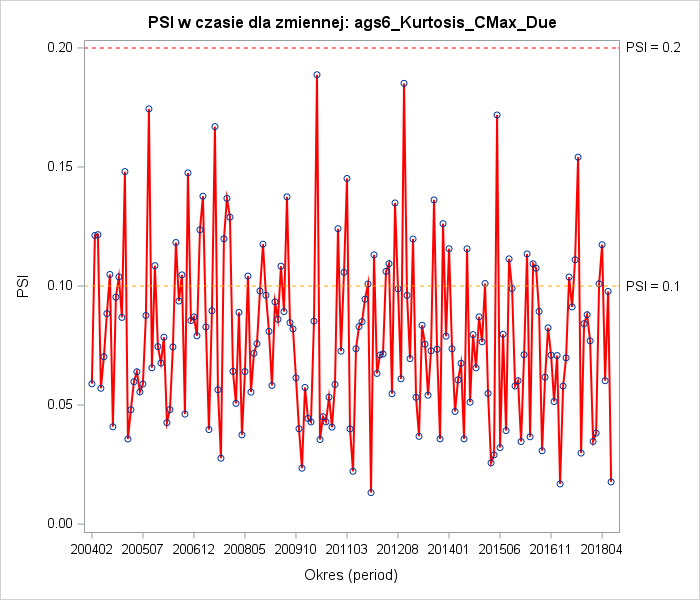 PSI w czasie dla zmiennej: ags6_Kurtosis_CMax_Due
0.20
PSI = 0.2
0.15
0.10
PSI = 0.1
0.05
0.00
PSI
200402 200507 200612 200805 200910 201103 201208 201401 201506 201611 201804
Okres (period)